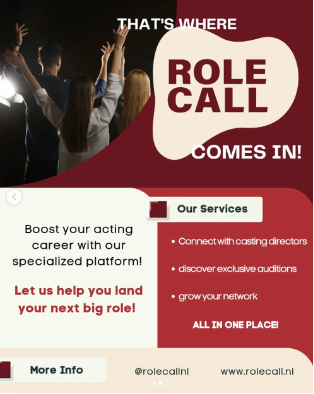 THAT'S WHERE
ROLE
CALL
COMES IN!
Our Services
Boost your acting
career with our
specialized platform!
Let us help you land
your next big role!
• Connect with casting directors
• discover exclusive auditions
• grow your network
ALL IN ONE PLACE!
More Info
@rolecallnl
www.rolecall.nl